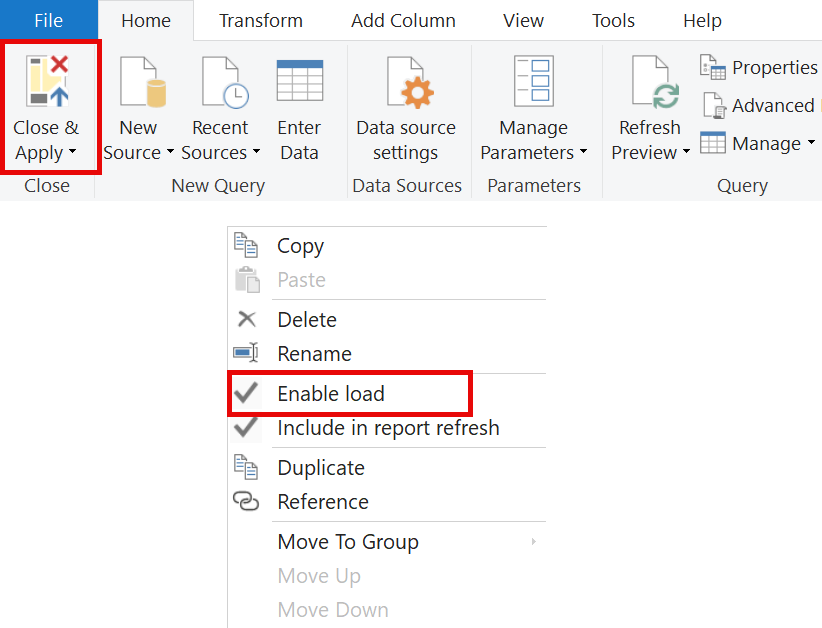 File Home Transform Add Column View Tools Help
Close & Apply
New Source
Recent Sources
Enter Data
Data source settings
Manage Parameters
Refresh Preview
Properties
Advanced
Manage
Close New Query Data Sources Parameters Query
Copy
Paste
Delete
Rename
Enable load
Include in report refresh
Duplicate
Reference
Move To Group
Move Up
Move Down